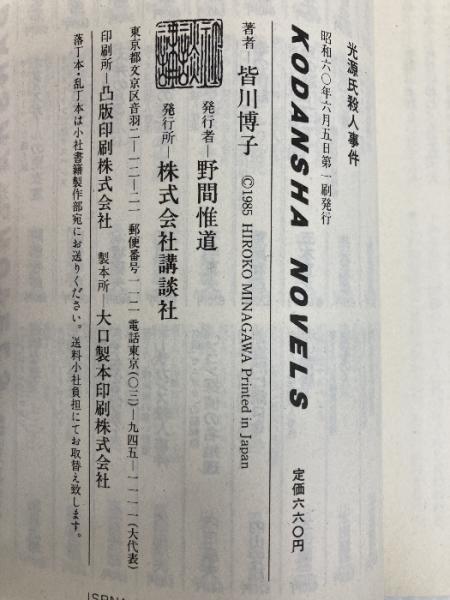 光源氏殺人事件
昭和六〇年六月五日第一刷発行
KODANSHA NOVELS
定価六六〇円
著者―皆川博子 ©1985 HIROKO MINAGAWA Printed in Japan
発行者―野間惟道
発行所―株式会社講談社
東京都文京区音羽二―一二―二一 郵便番号一一二 電話東京(〇三)―九四五―一一一一(大代表)
印刷所―凸版印刷株式会社 製本所―大口製本印刷株式会社
落丁本・乱丁本は小社書籍製作部宛にお送りください。送料小社負担にてお取替え致します。